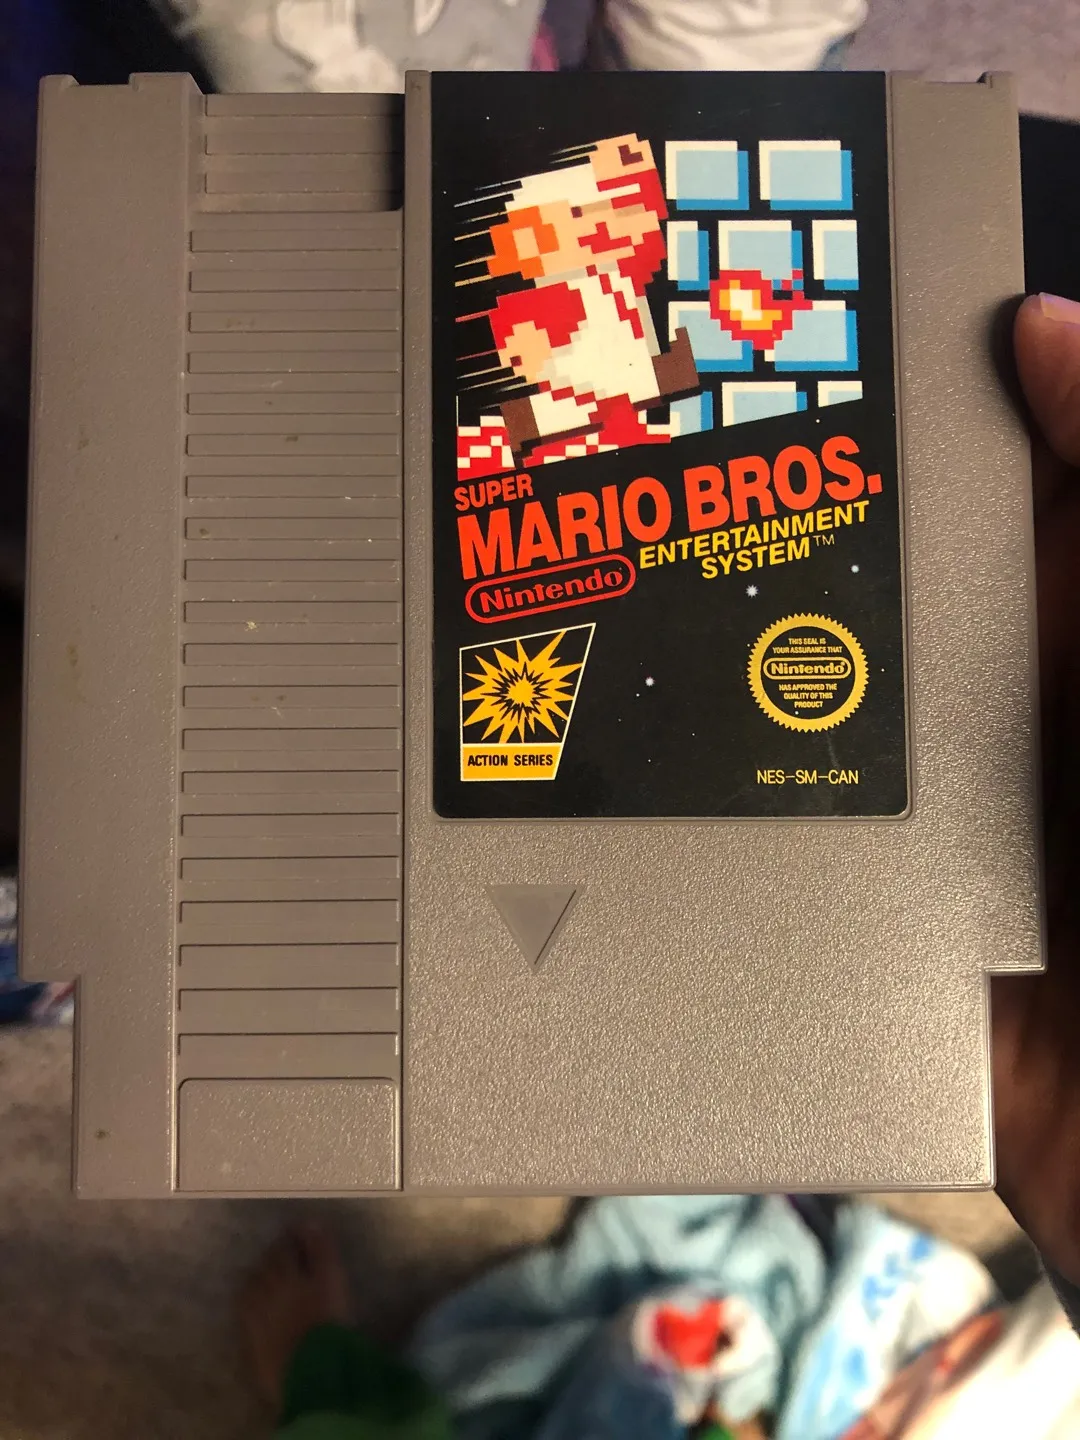 SUPER
MARIO BROS.
ENTERTAINMENT
SYSTEM™
Nintendo®
ACTION SERIES
THIS SEAL IS
YOUR ASSURANCE THAT
Nintendo®
HAS APPROVED THE
QUALITY OF THIS
PRODUCT
NES-SM-CAN